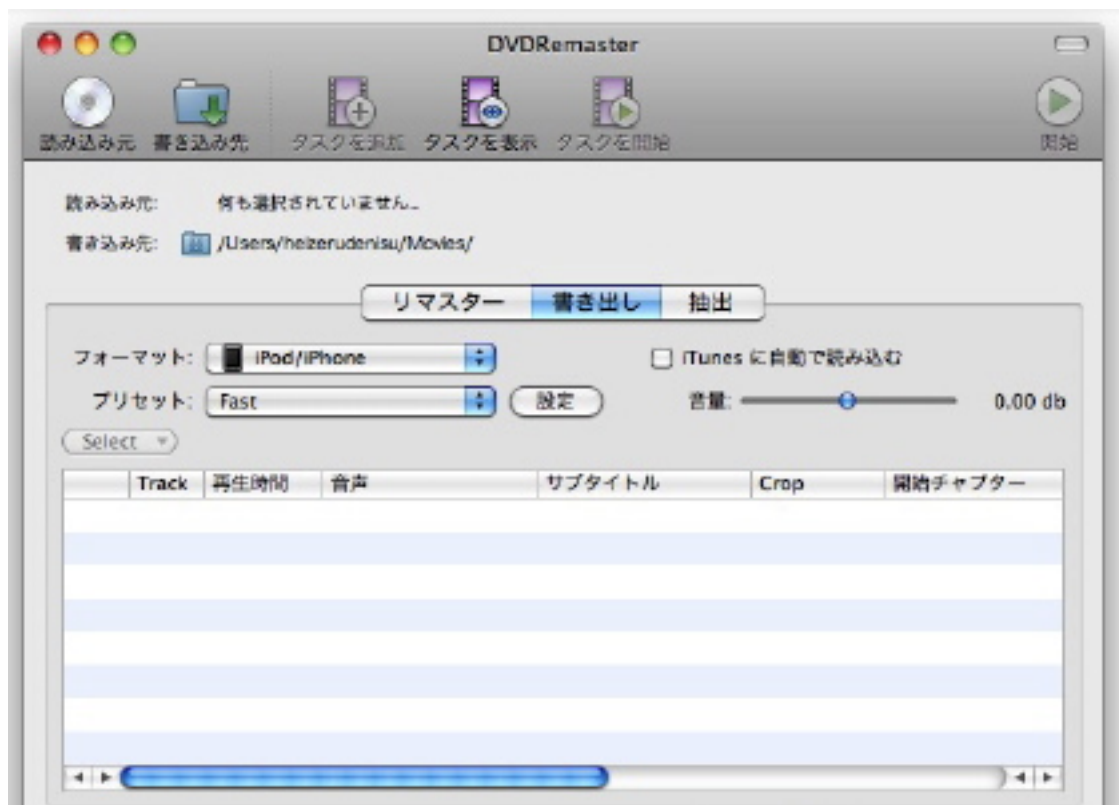 DVDRemaster
読み込み元 書き込み先 タスクを追加 タスクを表示 タスクを開始 開始
読み込み元: 何も選択されていません。
書き込み先: /Users/heizerudenisu/Movies/
リマスター 書き出し 抽出
フォーマット: iPod/iPhone iTunes に自動で読み込む
プリセット: Fast 設定 音量: 0.00 db
Select
Track 再生時間 音声 サブタイトル Crop 開始チャプター